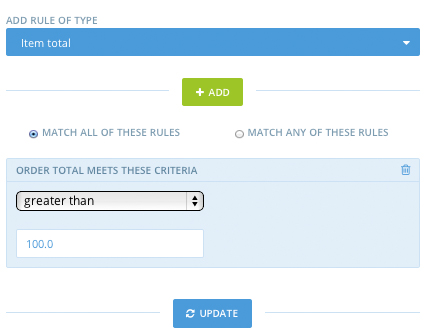 ADD RULE OF TYPE
Item total
ADD
MATCH ALL OF THESE RULES MATCH ANY OF THESE RULES
ORDER TOTAL MEETS THESE CRITERIA
greater than
100.0
UPDATE